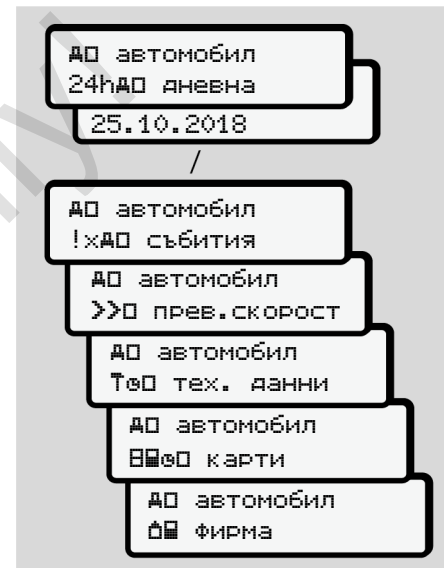 автомобил
24h дневна
25.10.2018
/
автомобил
!x събития
автомобил
>> прев.скорост
автомобил
тех. данни
автомобил
карти
автомобил
фирма